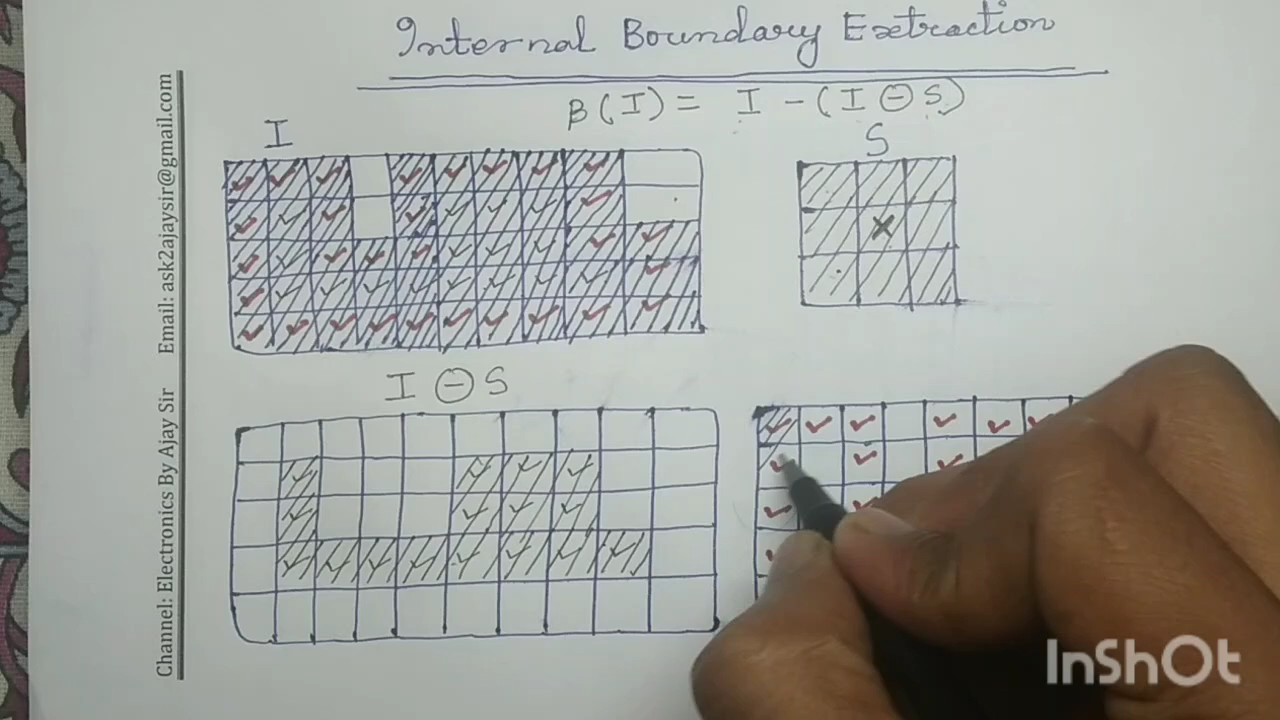 Internal Boundary Extraction
β(I) = I - (I ⊖ S)
I
S
I ⊖ S
Channel: Electronics By Ajay Sir Email: ask2ajaysir@gmail.com
InShOt